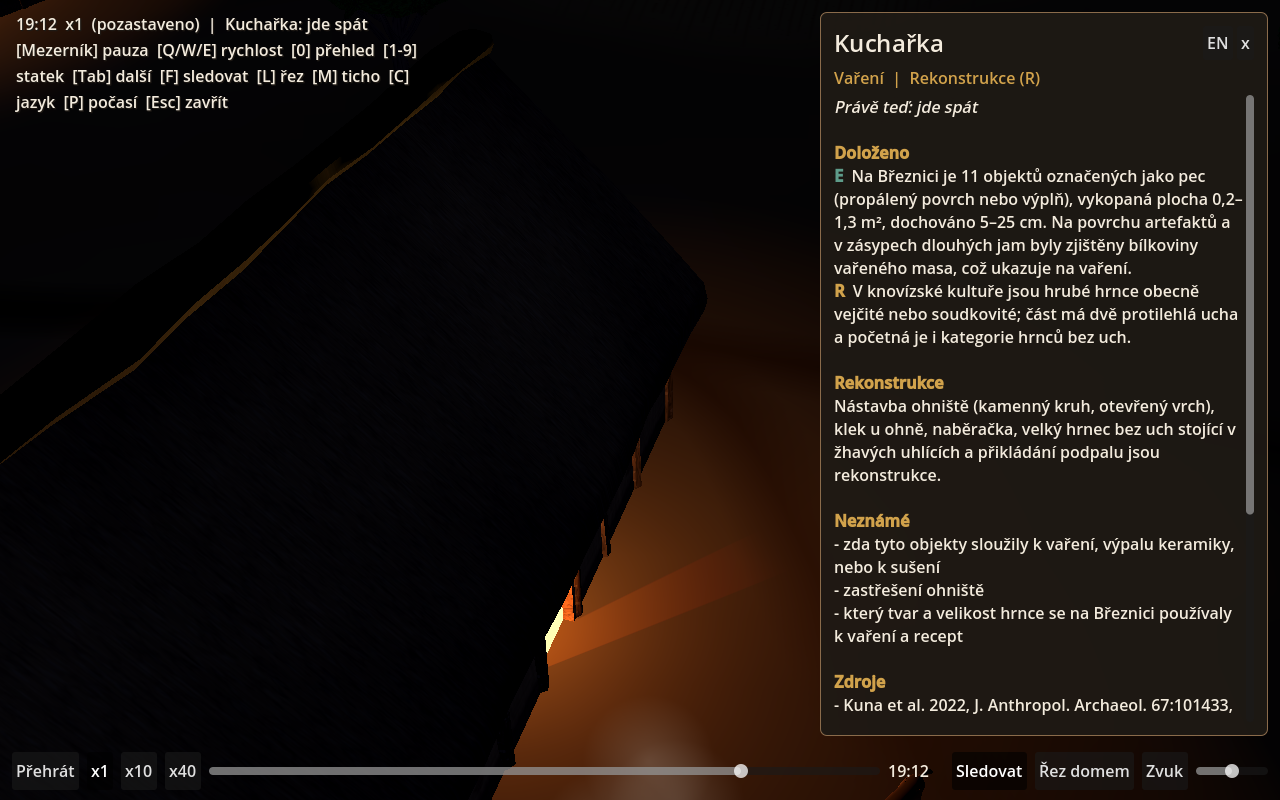 19:12 x1 (pozastaveno) | Kuchařka: jde spát
[Mezerník] pauza [Q/W/E] rychlost [0] přehled [1-9]
statek [Tab] další [F] sledovat [L] řez [M] ticho [C]
jazyk [P] počasí [Esc] zavřít
Kuchařka
EN x
Vaření | Rekonstrukce (R)
Právě teď: jde spát
Doloženo
E Na Březnici je 11 objektů označených jako pec
(propálený povrch nebo výplň), vykopaná plocha 0,2–
1,3 m², dochováno 5–25 cm. Na povrchu artefaktů a
v zásypech dlouhých jam byly zjištěny bílkoviny
vařeného masa, což ukazuje na vaření.
R V knovízské kultuře jsou hrubé hrnce obecně
vejčité nebo soudkovité; část má dvě protilehlá ucha
a početná je i kategorie hrnců bez uch.
Rekonstrukce
Nástavba ohniště (kamenný kruh, otevřený vrch),
klek u ohně, naběračka, velký hrnec bez uch stojící v
žhavých uhlících a přikládání podpalu jsou
rekonstrukce.
Neznámé
- zda tyto objekty sloužily k vaření, výpalu keramiky,
nebo k sušení
- zastřešení ohniště
- který tvar a velikost hrnce se na Březnici používaly
k vaření a recept
Zdroje
- Kuna et al. 2022, J. Anthropol. Archaeol. 67:101433,
Přehrát x1 x10 x40 19:12 Sledovat Řez domem Zvuk